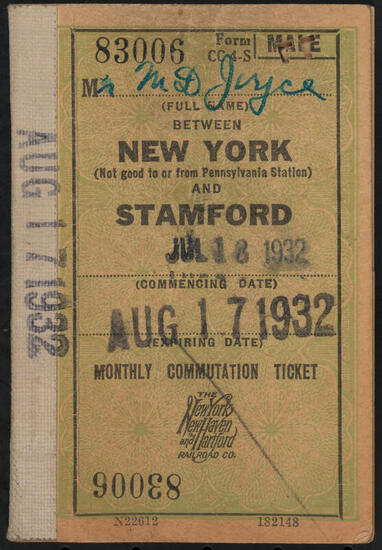 83006
Form
CC-4-S
MALE
Mr M D Joyce
(FULL NAME)
BETWEEN
NEW YORK
(Not good to or from Pennsylvania Station)
AND
STAMFORD
JUL 18 1932
(COMMENCING DATE)
AUG 17 1932
(EXPIRING DATE)
MONTHLY COMMUTATION TICKET
THE
New York
New Haven
and Hartford
RAILROAD CO.
83006
N22612 182148
AUG 17 1932